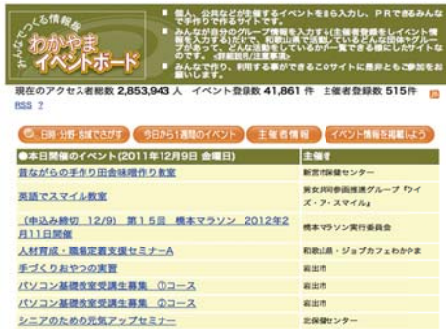 みんなでつくる情報を
わかやま
イベントボード
個人、公共などが主催するイベントをまら入力し、PRできるみんなで手作りで作るサイトです。
みんなが自分のグループ情報を入力する(主催者登録をしイベント情報を入力する)だけで、和歌山県で活動しているどんな団体やグループがあって、どんな活動をしているかが一覧できる様にしたサイトなのです。 <詳細説明/注意事項>
みんなで作り、利用する事ができるこのサイトに是非ともご参加をお願いします。
現在のアクセス者総数 2,853,943 人 イベント登録数 41,861 件 主催者登録数 515件
RSS ?
日時・分野・地域でさがす 今日から1週間のイベント 主催者情報 イベント情報を掲載しよう
●本日開催のイベント(2011年12月9日 金曜日) 主催者
昔ながらの手作り田舎味噌作り教室 新宮市保健センター
英語でスマイル教室 男女共同参画推進グループ『ワイズ・ア・スマイル』
(申込み締切 12/9) 第15回 橋本マラソン 2012年2月11日開催 橋本マラソン実行委員会
人材育成・職場定着支援セミナーA 和歌山県・ジョブカフェわかやま
手づくりおやつの実習 岩出市
パソコン基礎教室受講生募集 ①コース 岩出市
パソコン基礎教室受講生募集 ②コース 岩出市
シニアのための元気アップセミナー 北保健センター